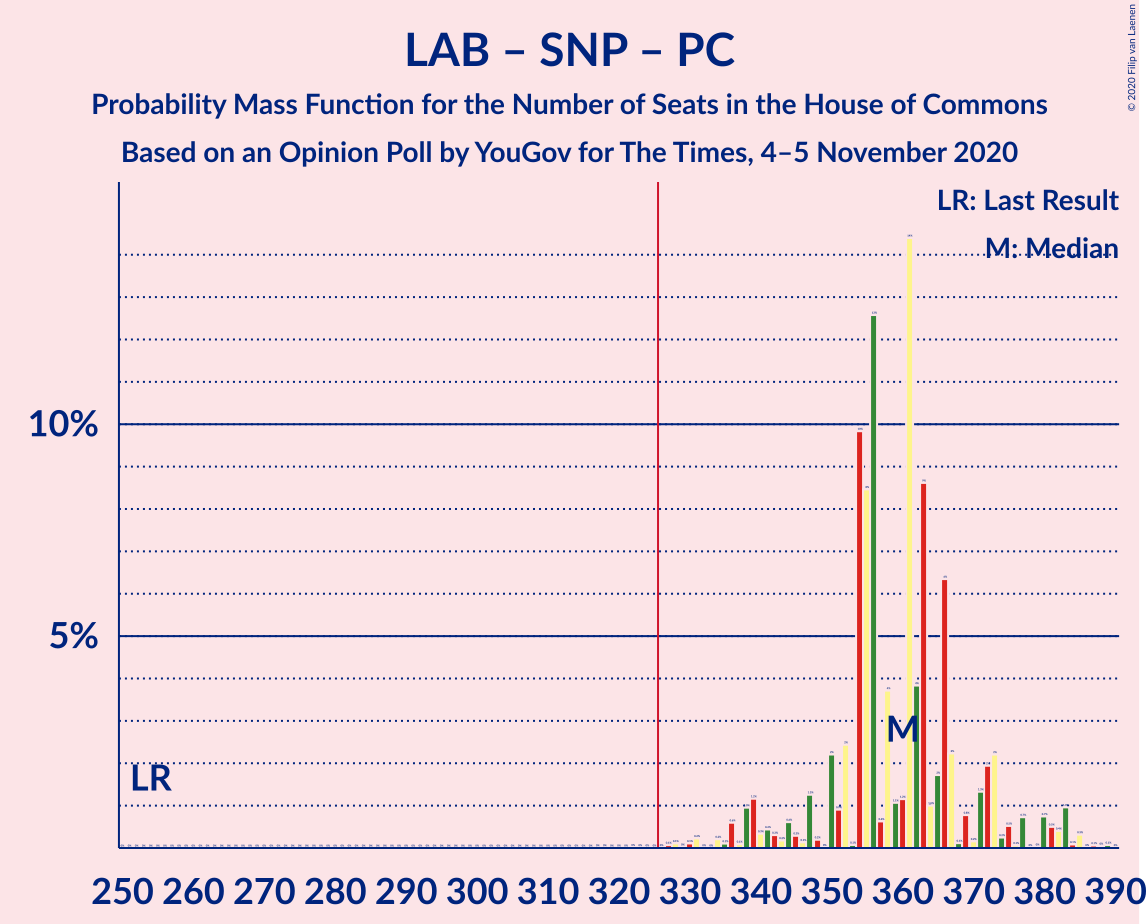 LAB – SNP – PC
Probability Mass Function for the Number of Seats in the House of Commons
Based on an Opinion Poll by YouGov for The Times, 4–5 November 2020
© 2020 Filip van Laenen
LR: Last Result
M: Median
10%
5%
M
LR
250 260 270 280 290 300 310 320 330 340 350 360 370 380 390